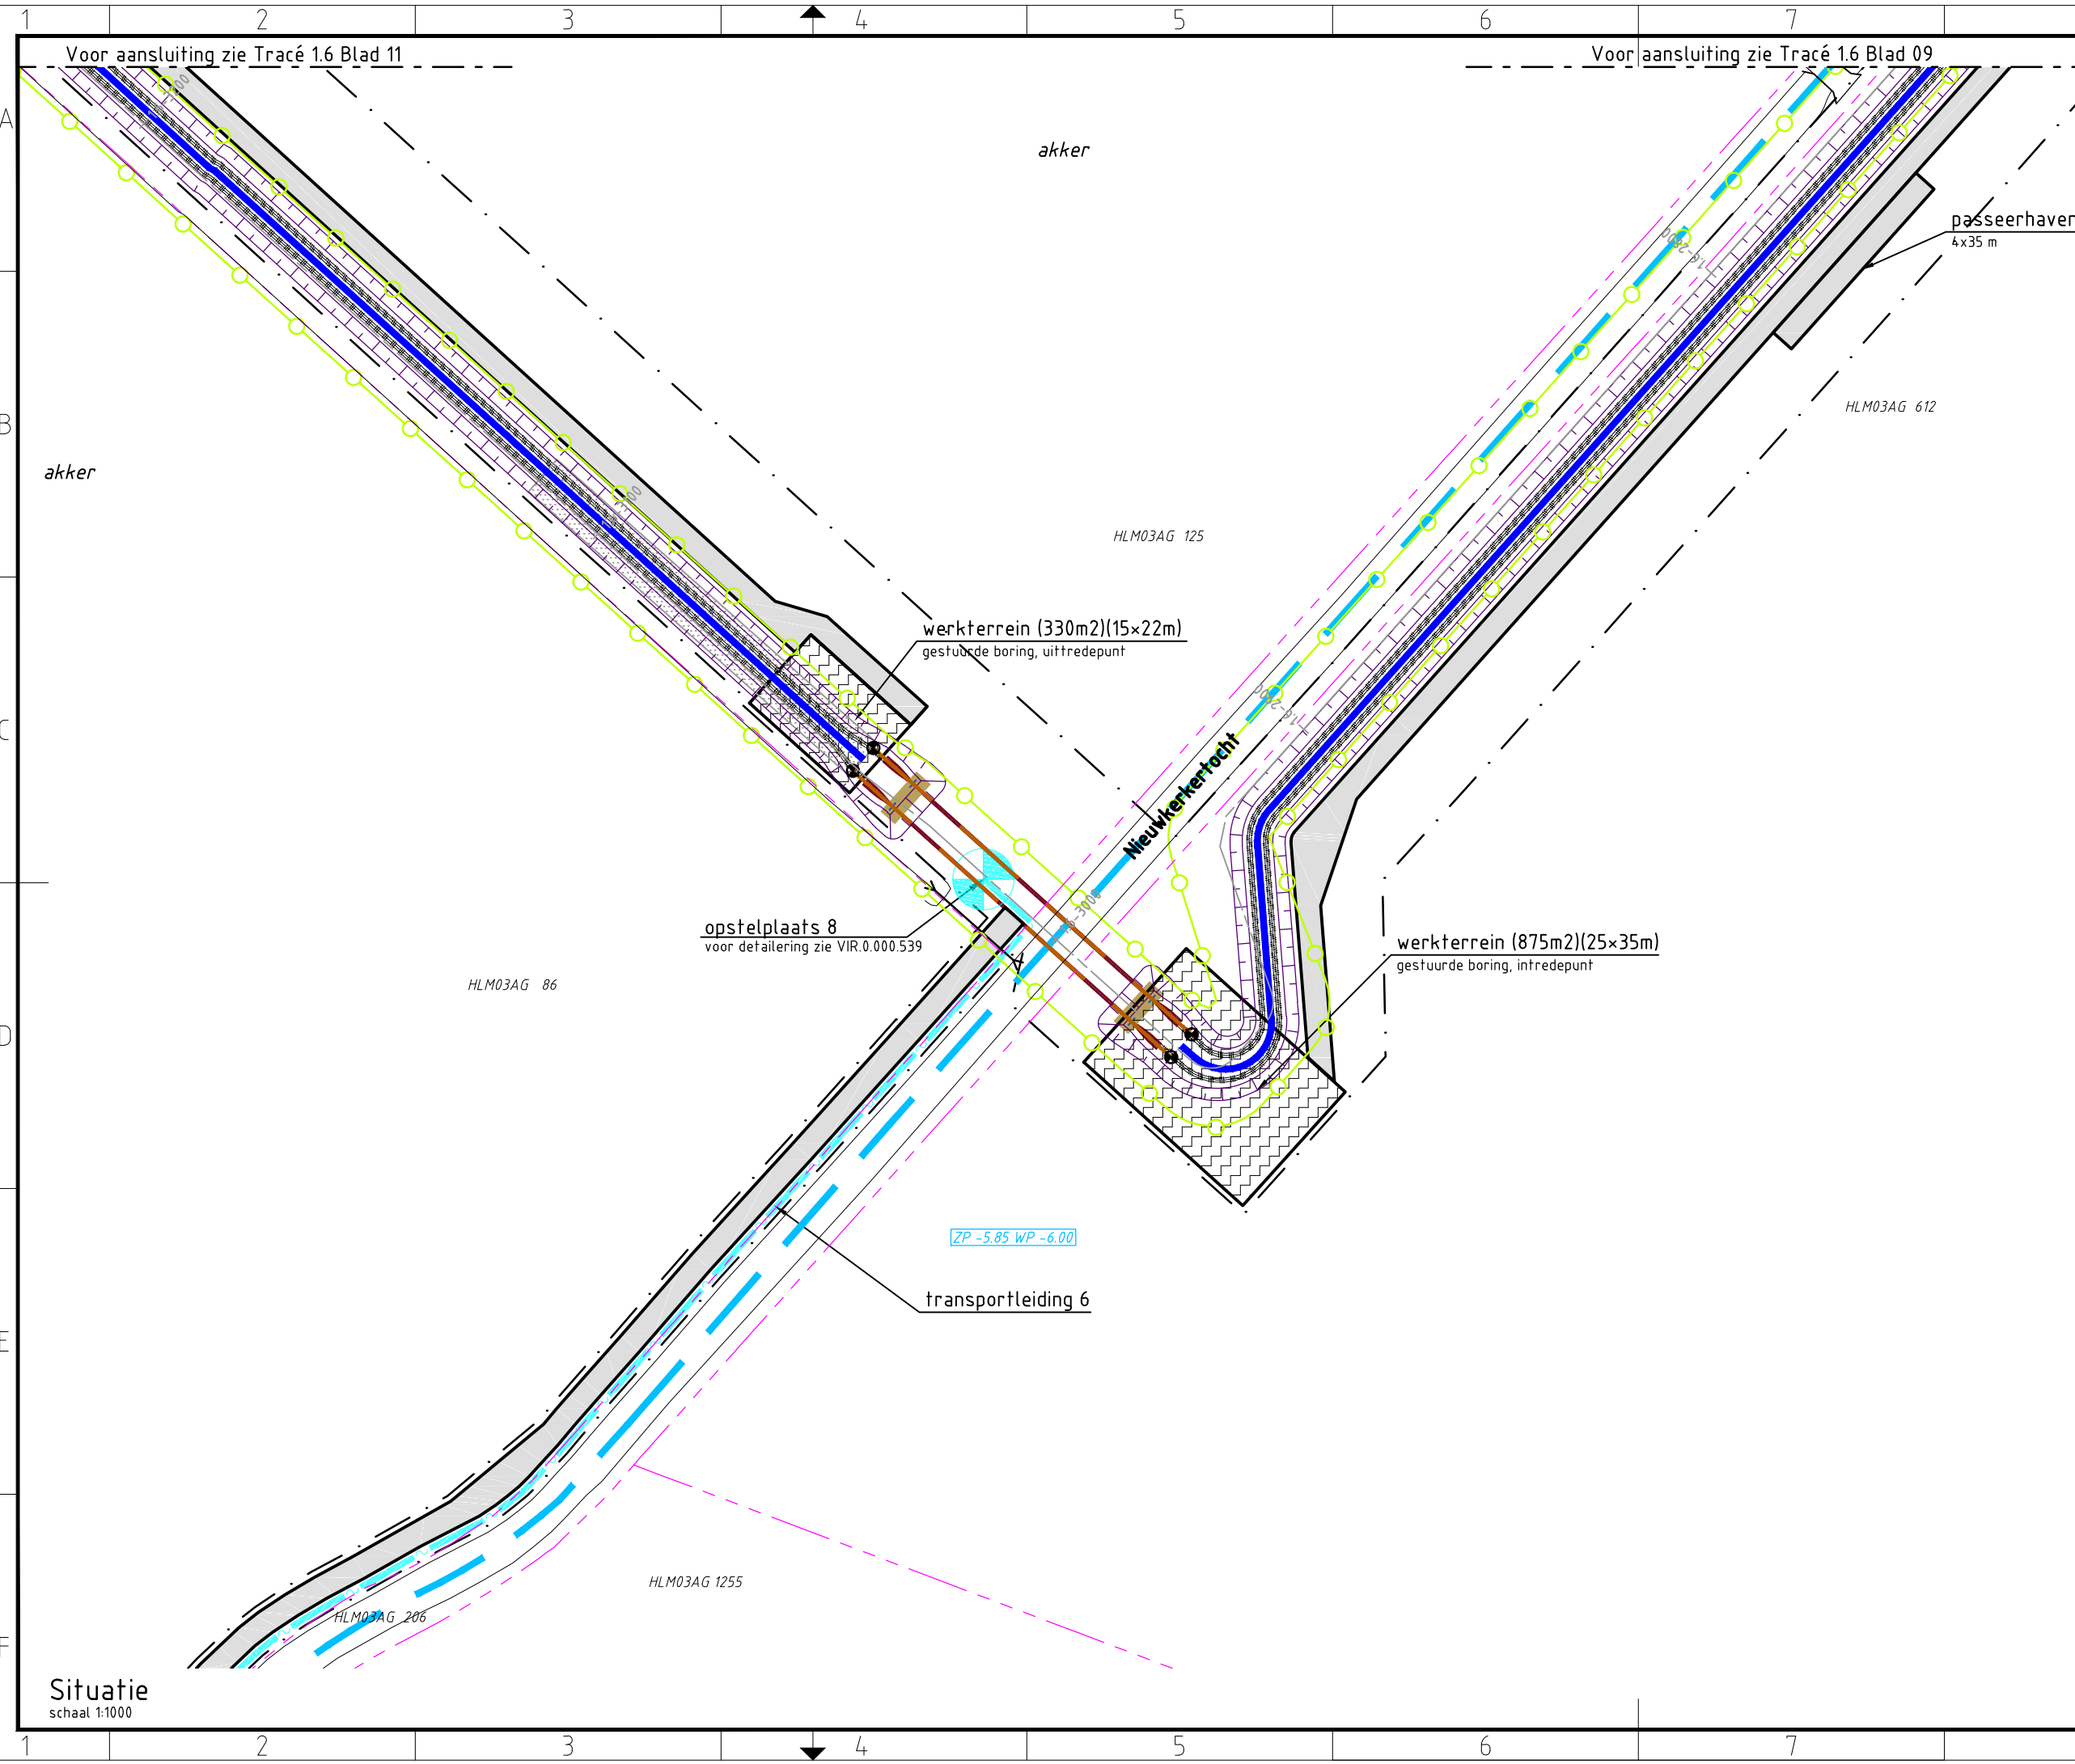 1 2 3 4 5 6 7
Voor aansluiting zie Tracé 1.6 Blad 11
Voor aansluiting zie Tracé 1.6 Blad 09
A
akker
passeerhaven
4x35 m
HLM03AG 612
B
akker
HLM03AG 125
werkterrein (330m2)(15x22m)
gestuurde boring, uittredepunt
C
Nieuwkerkertocht
opstelplaats 8
voor detailering zie VIR.0.000.539
werkterrein (875m2)(25x35m)
gestuurde boring, intredepunt
HLM03AG 86
D
ZP -5.85 WP -6.00
transportleiding 6
E
HLM03AG 1255
HLM03AG 206
F
Situatie
schaal 1:1000
1 2 3 4 5 6 7